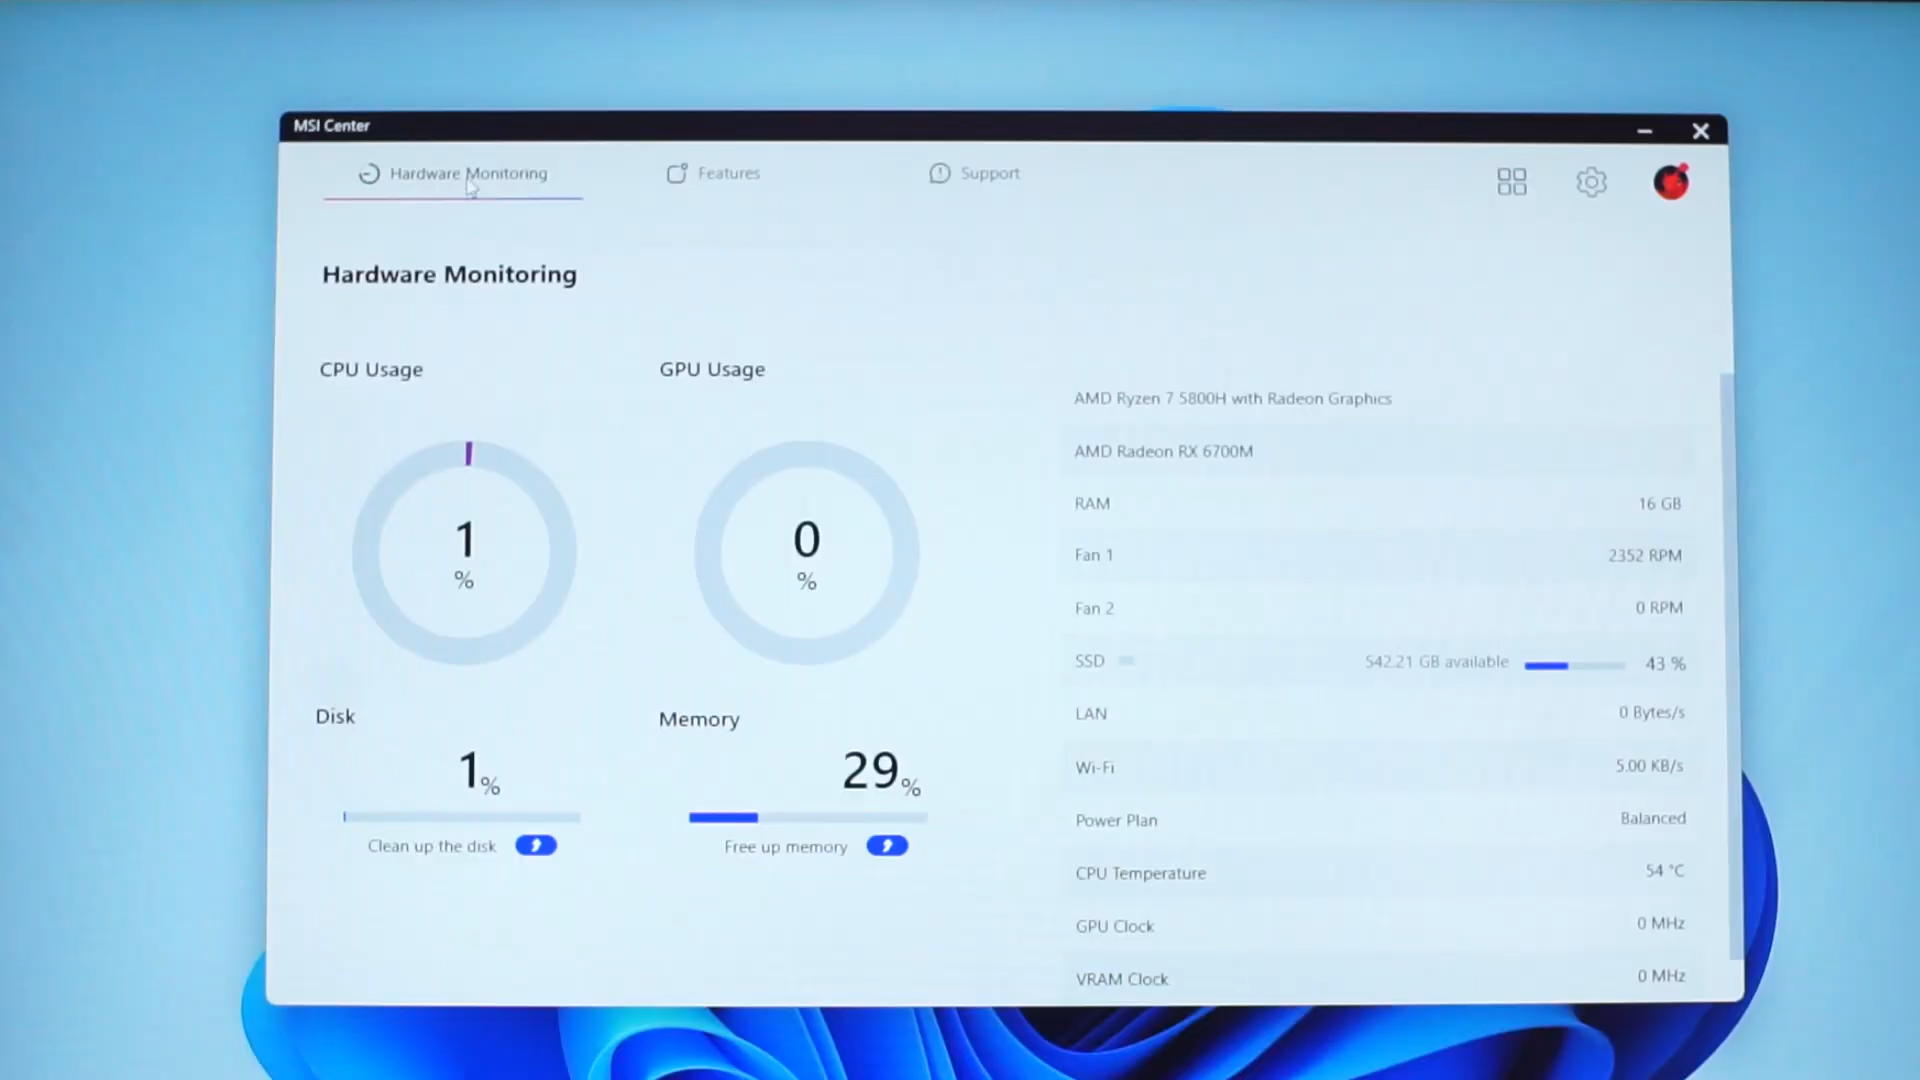 MSI Center
Hardware Monitoring
Features
Support
Hardware Monitoring
CPU Usage
GPU Usage
1
%
0
%
Disk
Memory
1%
29%
Clean up the disk
Free up memory
AMD Ryzen 7 5800H with Radeon Graphics
AMD Radeon RX 6700M
RAM 16 GB
Fan 1 2352 RPM
Fan 2 0 RPM
SSD 542.21 GB available 43 %
LAN 0 Bytes/s
Wi-Fi 5.00 KB/s
Power Plan Balanced
CPU Temperature 54 °C
GPU Clock 0 MHz
VRAM Clock 0 MHz